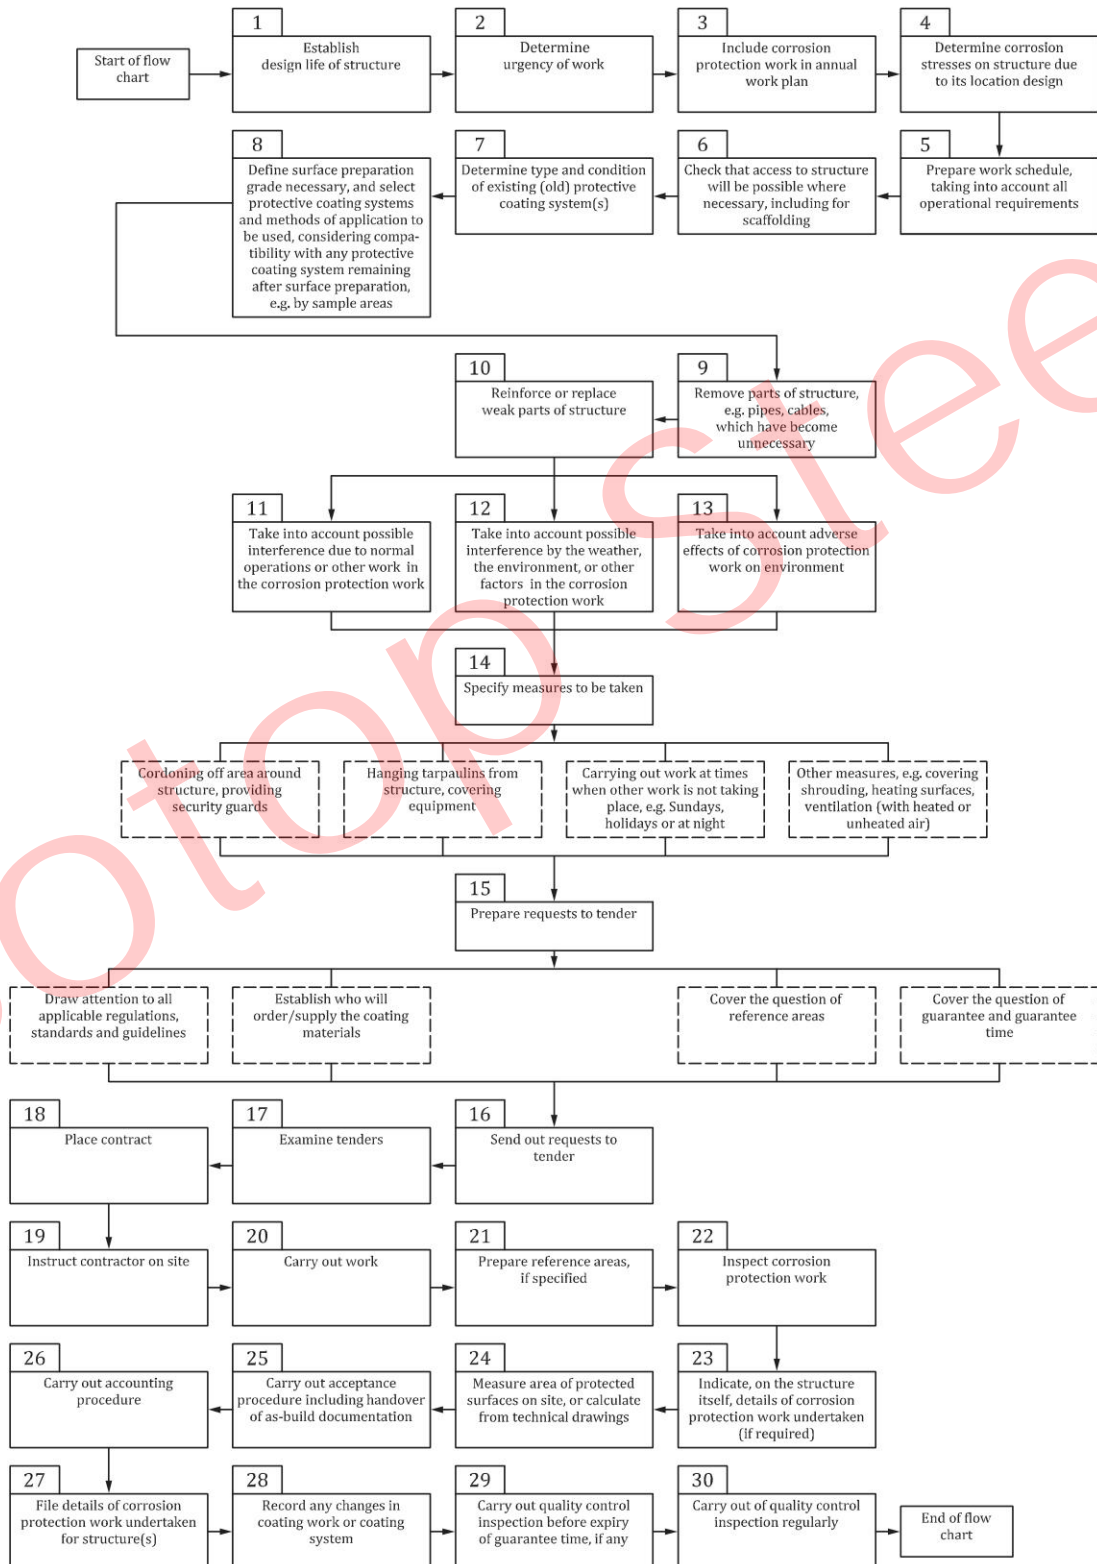 Start of flow
chart
1
Establish
design life of structure
2
Determine
urgency of work
3
Include corrosion
protection work in annual
work plan
4
Determine corrosion
stresses on structure due
to its location design
5
Prepare work schedule,
taking into account all
operational requirements
6
Check that access to structure
will be possible where
necessary, including for
scaffolding
7
Determine type and condition
of existing (old) protective
coating system(s)
8
Define surface preparation
grade necessary, and select
protective coating systems
and methods of application to
be used, considering compa-
tibility with any protective
coating system remaining
after surface preparation,
e.g. by sample areas
9
Remove parts of structure,
e.g. pipes, cables,
which have become
unnecessary
10
Reinforce or replace
weak parts of structure
11
Take into account possible
interference due to normal
operations or other work in
the corrosion protection work
12
Take into account possible
interference by the weather,
the environment, or other
factors in the corrosion
protection work
13
Take into account adverse
effects of corrosion protection
work on environment
14
Specify measures to be taken
Cordoning off area around
structure, providing
security guards
Hanging tarpaulins from
structure, covering
equipment
Carrying out work at times
when other work is not taking
place, e.g. Sundays,
holidays or at night
Other measures, e.g. covering
shrouding, heating surfaces,
ventilation (with heated or
unheated air)
15
Prepare requests to tender
Draw attention to all
applicable regulations,
standards and guidelines
Establish who will
order/supply the coating
materials
Cover the question of
reference areas
Cover the question of
guarantee and guarantee
time
16
Send out requests to
tender
17
Examine tenders
18
Place contract
19
Instruct contractor on site
20
Carry out work
21
Prepare reference areas,
if specified
22
Inspect corrosion
protection work
23
Indicate, on the structure
itself, details of corrosion
protection work undertaken
(if required)
24
Measure area of protected
surfaces on site, or calculate
from technical drawings
25
Carry out acceptance
procedure including handover
of as-build documentation
26
Carry out accounting
procedure
27
File details of corrosion
protection work undertaken
for structure(s)
28
Record any changes in
coating work or coating
system
29
Carry out quality control
inspection before expiry
of guarantee time, if any
30
Carry out of quality control
inspection regularly
End of flow
chart